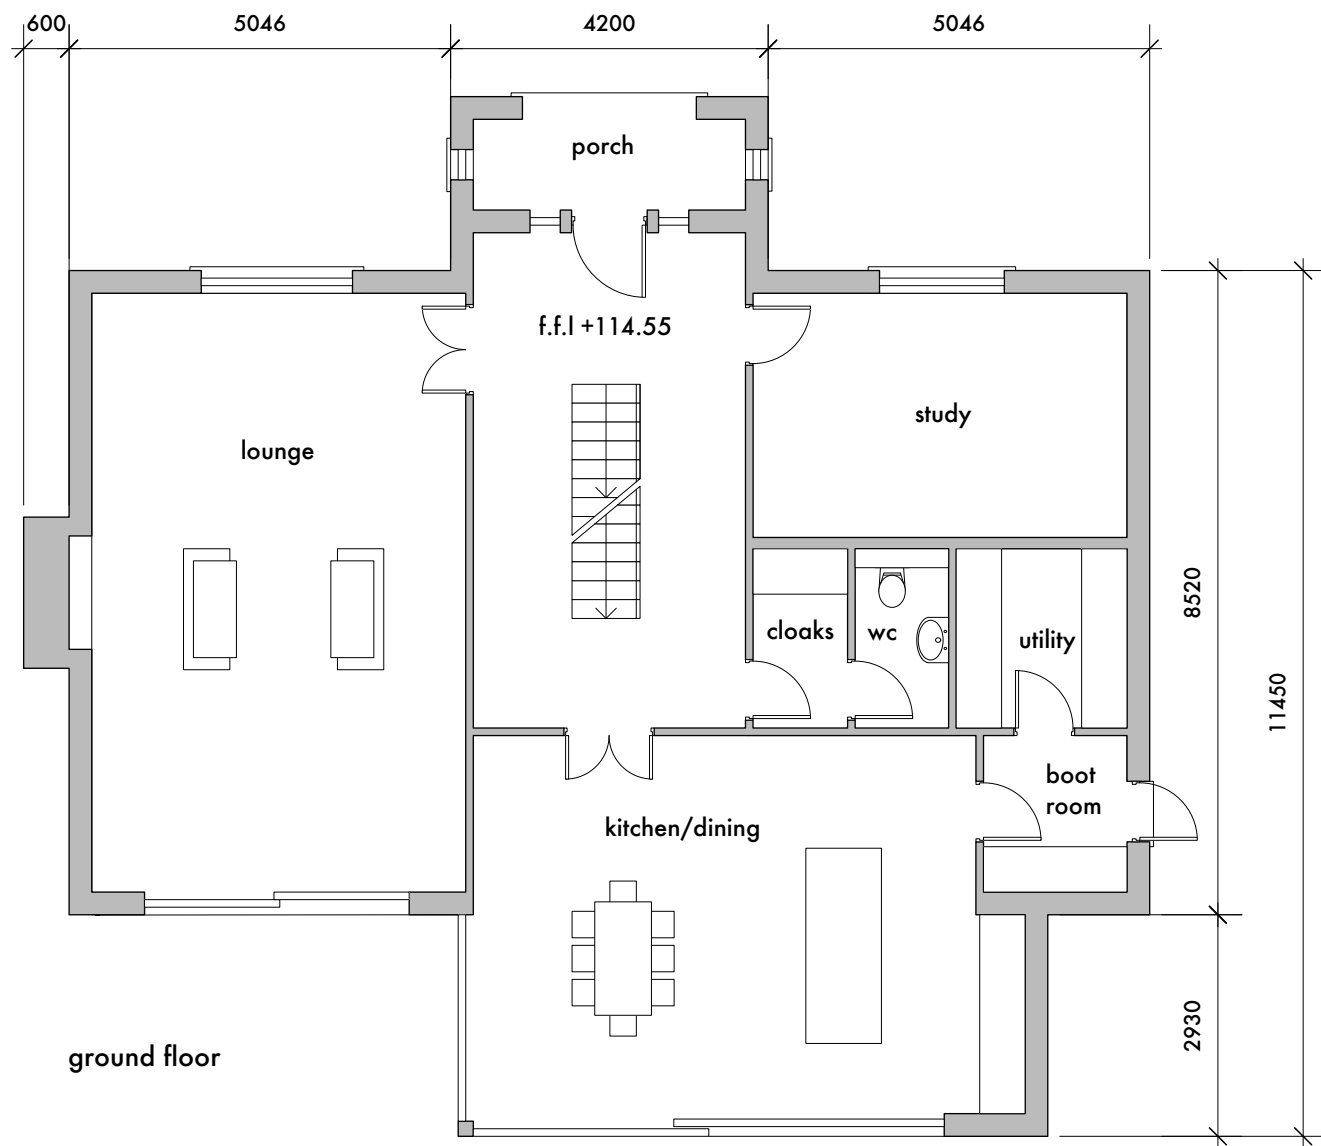 600 5046 4200 5046
porch
f.f.l +114.55
study
lounge
8520
cloaks wc utility
11450
boot
room
kitchen/dining
2930
ground floor